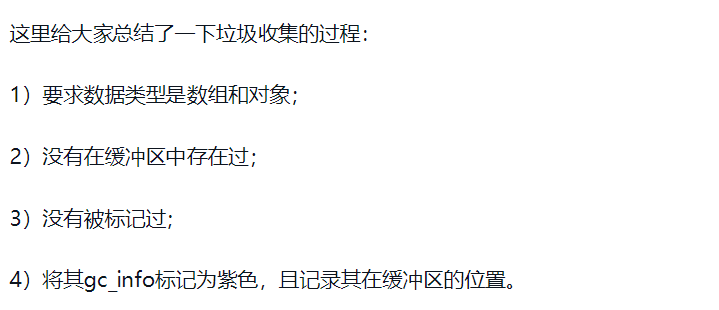 这里给大家总结了一下垃圾收集的过程：
1）要求数据类型是数组和对象；
2）没有在缓冲区中存在过；
3）没有被标记过；
4）将其gc_info标记为紫色，且记录其在缓冲区的位置。